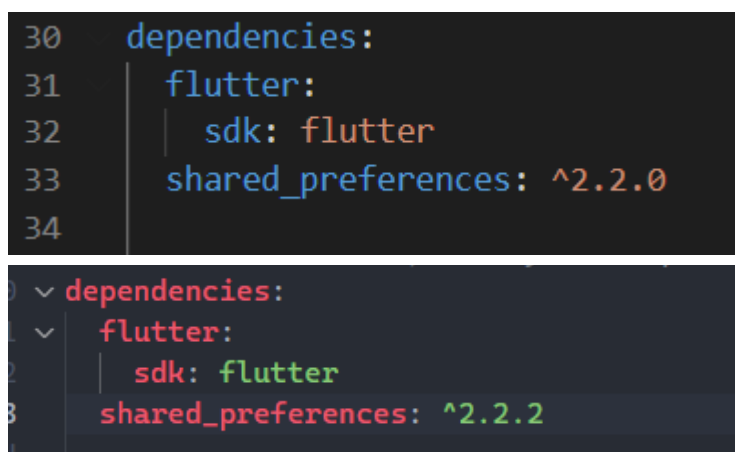 30 dependencies:
31 flutter:
32 sdk: flutter
33 shared_preferences: ^2.2.0
34
dependencies:
flutter:
sdk: flutter
shared_preferences: ^2.2.2